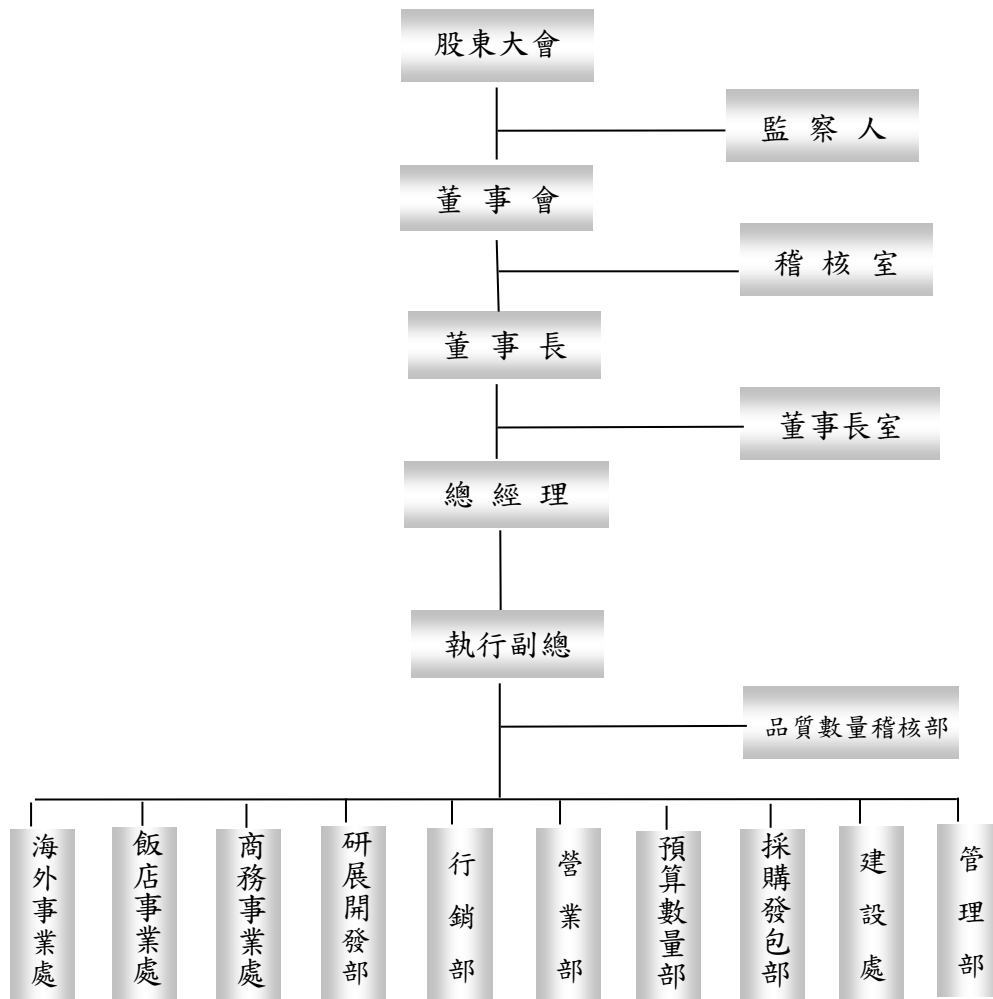 股東大會
監察人
董事會
稽核室
董事長
董事長室
總經理
執行副總
品質數量稽核部
海外事業處
飯店事業處
商務事業處
研展開發部
行銷部
營業部
預算數量部
採購發包部
建設處
管理部